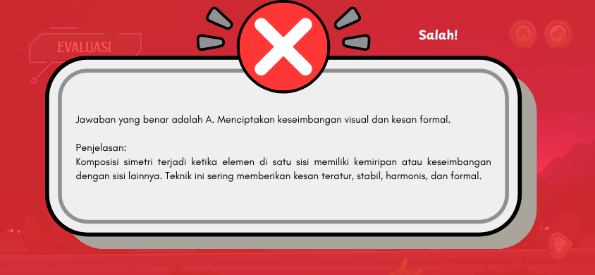 EVALUASI
Salah!
Jawaban yang benar adalah A. Menciptakan keseimbangan visual dan kesan formal.
Penjelasan:
Komposisi simetri terjadi ketika elemen di satu sisi memiliki kemiripan atau keseimbangan
dengan sisi lainnya. Teknik ini sering memberikan kesan teratur, stabil, harmonis, dan formal.